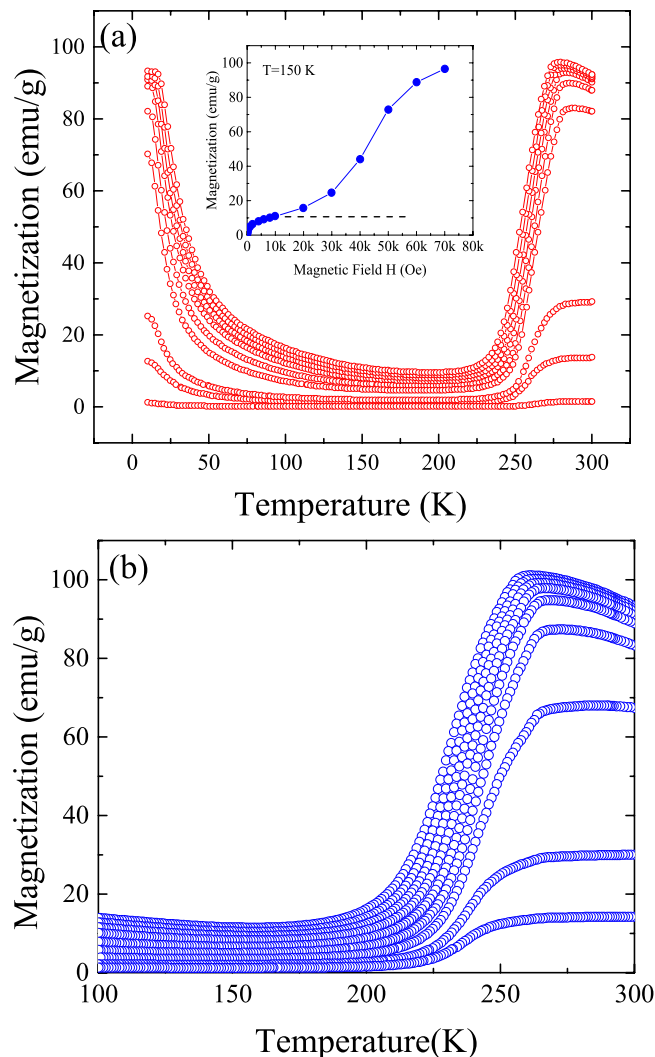 (a)
100
80
60
40
20
0
Magnetization (emu/g)
0 50 100 150 200 250 300
Temperature (K)
T=150 K
100
80
60
40
20
0
Magnetization (emu/g)
0 10k 20k 30k 40k 50k 60k 70k 80k
Magnetic Field H (Oe)
(b)
100
80
60
40
20
0
Magnetization (emu/g)
100 150 200 250 300
Temperature(K)